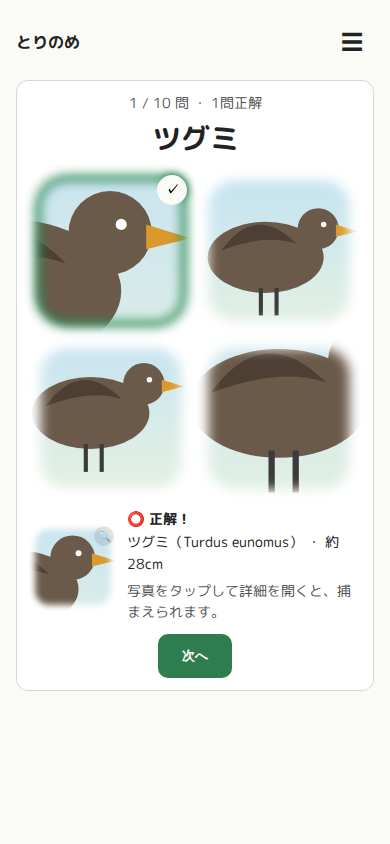 とりのめ
1 / 10 問 ・ 1問正解
ツグミ
✓
⭕ 正解！
ツグミ（Turdus eunomus） ・ 約
28cm
写真をタップして詳細を開くと、捕
まえられます。
次へ